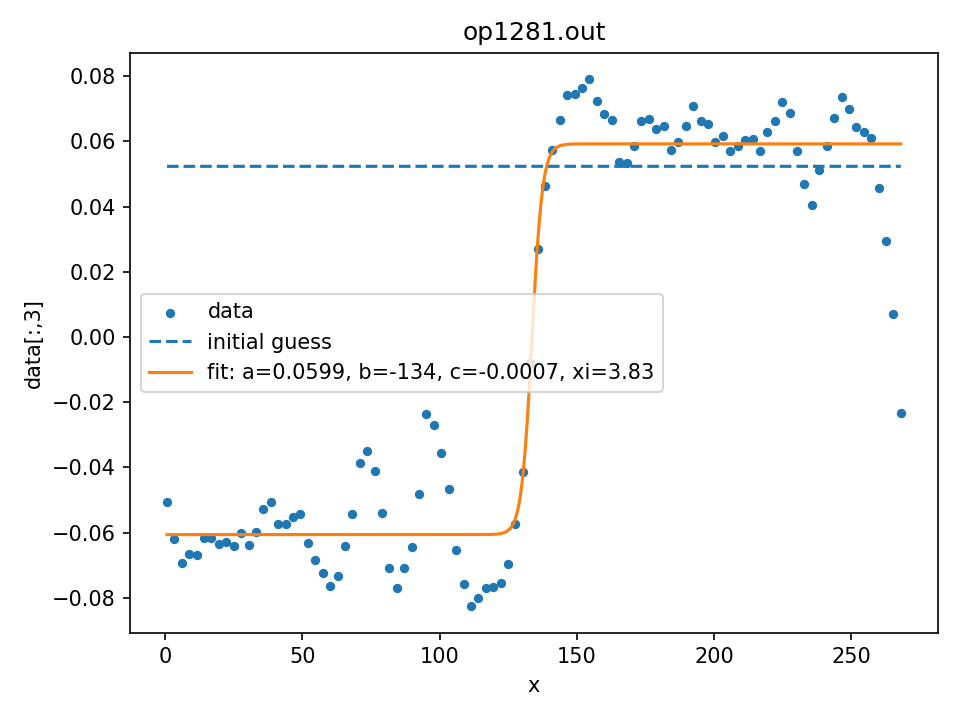 op1281.out
0.08
0.06
0.04
0.02
0.00
−0.02
−0.04
−0.06
−0.08
data[:,3]
data
initial guess
fit: a=0.0599, b=-134, c=-0.0007, xi=3.83
0 50 100 150 200 250
x